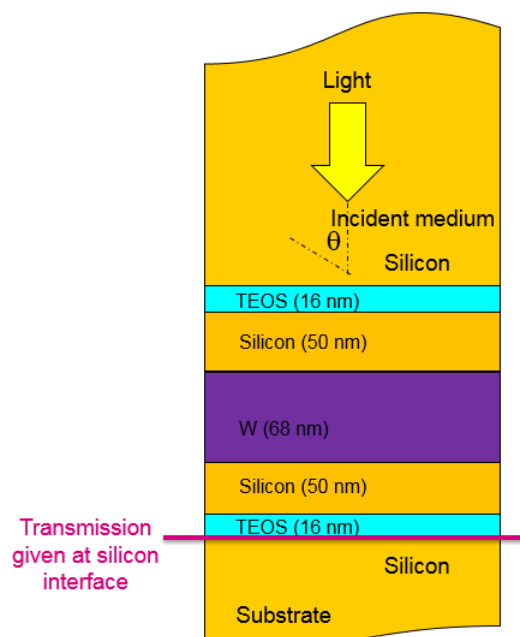 Light
Incident medium
θ
Silicon
TEOS (16 nm)
Silicon (50 nm)
W (68 nm)
Silicon (50 nm)
TEOS (16 nm)
Transmission
given at silicon
interface
Silicon
Substrate